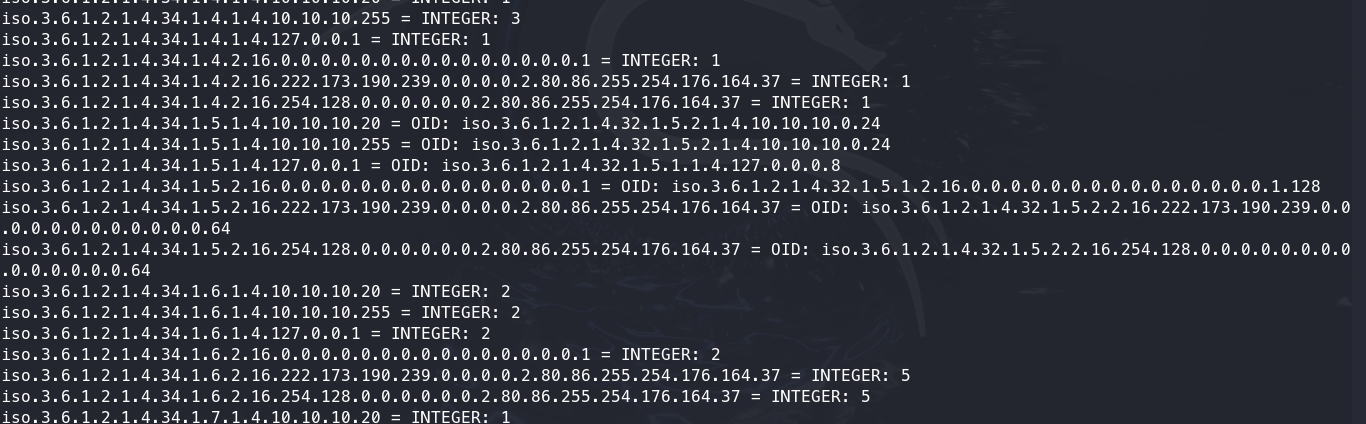 iso.3.6.1.2.1.4.34.1.4.1.4.10.10.10.20 = INTEGER: 1
iso.3.6.1.2.1.4.34.1.4.1.4.10.10.10.255 = INTEGER: 3
iso.3.6.1.2.1.4.34.1.4.1.4.127.0.0.1 = INTEGER: 1
iso.3.6.1.2.1.4.34.1.4.2.16.0.0.0.0.0.0.0.0.0.0.0.0.0.0.0.1 = INTEGER: 1
iso.3.6.1.2.1.4.34.1.4.2.16.222.173.190.239.0.0.0.0.2.80.86.255.254.176.164.37 = INTEGER: 1
iso.3.6.1.2.1.4.34.1.4.2.16.254.128.0.0.0.0.0.0.2.80.86.255.254.176.164.37 = INTEGER: 1
iso.3.6.1.2.1.4.34.1.5.1.4.10.10.10.20 = OID: iso.3.6.1.2.1.4.32.1.5.2.1.4.10.10.10.0.24
iso.3.6.1.2.1.4.34.1.5.1.4.10.10.10.255 = OID: iso.3.6.1.2.1.4.32.1.5.2.1.4.10.10.10.0.24
iso.3.6.1.2.1.4.34.1.5.1.4.127.0.0.1 = OID: iso.3.6.1.2.1.4.32.1.5.1.1.4.127.0.0.0.8
iso.3.6.1.2.1.4.34.1.5.2.16.0.0.0.0.0.0.0.0.0.0.0.0.0.0.0.1 = OID: iso.3.6.1.2.1.4.32.1.5.1.2.16.0.0.0.0.0.0.0.0.0.0.0.0.0.0.0.1.128
iso.3.6.1.2.1.4.34.1.5.2.16.222.173.190.239.0.0.0.0.2.80.86.255.254.176.164.37 = OID: iso.3.6.1.2.1.4.32.1.5.2.2.16.222.173.190.239.0.0
.0.0.0.0.0.0.0.0.0.0.64
iso.3.6.1.2.1.4.34.1.5.2.16.254.128.0.0.0.0.0.0.2.80.86.255.254.176.164.37 = OID: iso.3.6.1.2.1.4.32.1.5.2.2.16.254.128.0.0.0.0.0.0.0.0
.0.0.0.0.0.0.64
iso.3.6.1.2.1.4.34.1.6.1.4.10.10.10.20 = INTEGER: 2
iso.3.6.1.2.1.4.34.1.6.1.4.10.10.10.255 = INTEGER: 2
iso.3.6.1.2.1.4.34.1.6.1.4.127.0.0.1 = INTEGER: 2
iso.3.6.1.2.1.4.34.1.6.2.16.0.0.0.0.0.0.0.0.0.0.0.0.0.0.0.1 = INTEGER: 2
iso.3.6.1.2.1.4.34.1.6.2.16.222.173.190.239.0.0.0.0.2.80.86.255.254.176.164.37 = INTEGER: 5
iso.3.6.1.2.1.4.34.1.6.2.16.254.128.0.0.0.0.0.0.2.80.86.255.254.176.164.37 = INTEGER: 5
iso.3.6.1.2.1.4.34.1.7.1.4.10.10.10.20 = INTEGER: 1